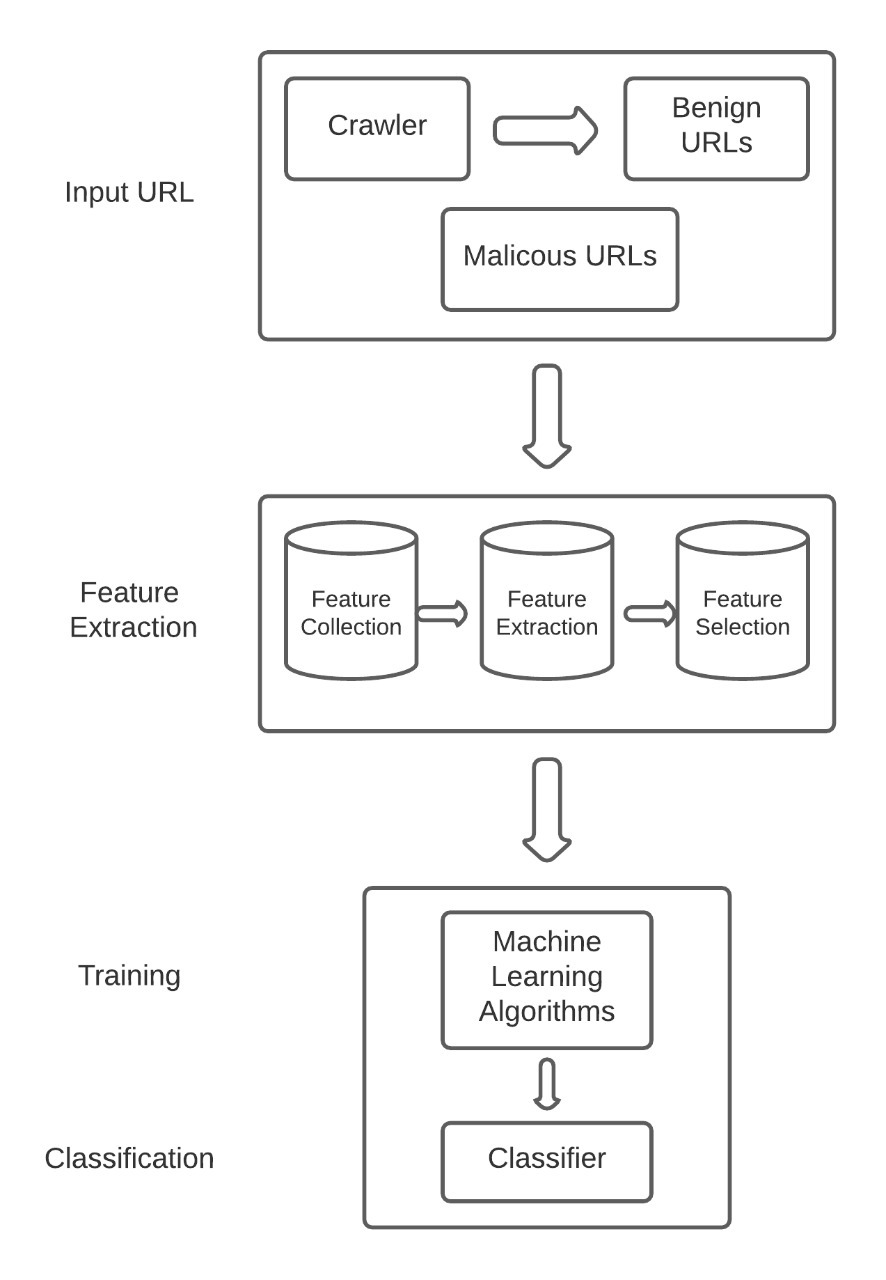 Crawler
Benign
URLs
Input URL
Malicous URLs
Feature
Extraction
Feature
Collection
Feature
Extraction
Feature
Selection
Training
Machine
Learning
Algorithms
Classification
Classifier